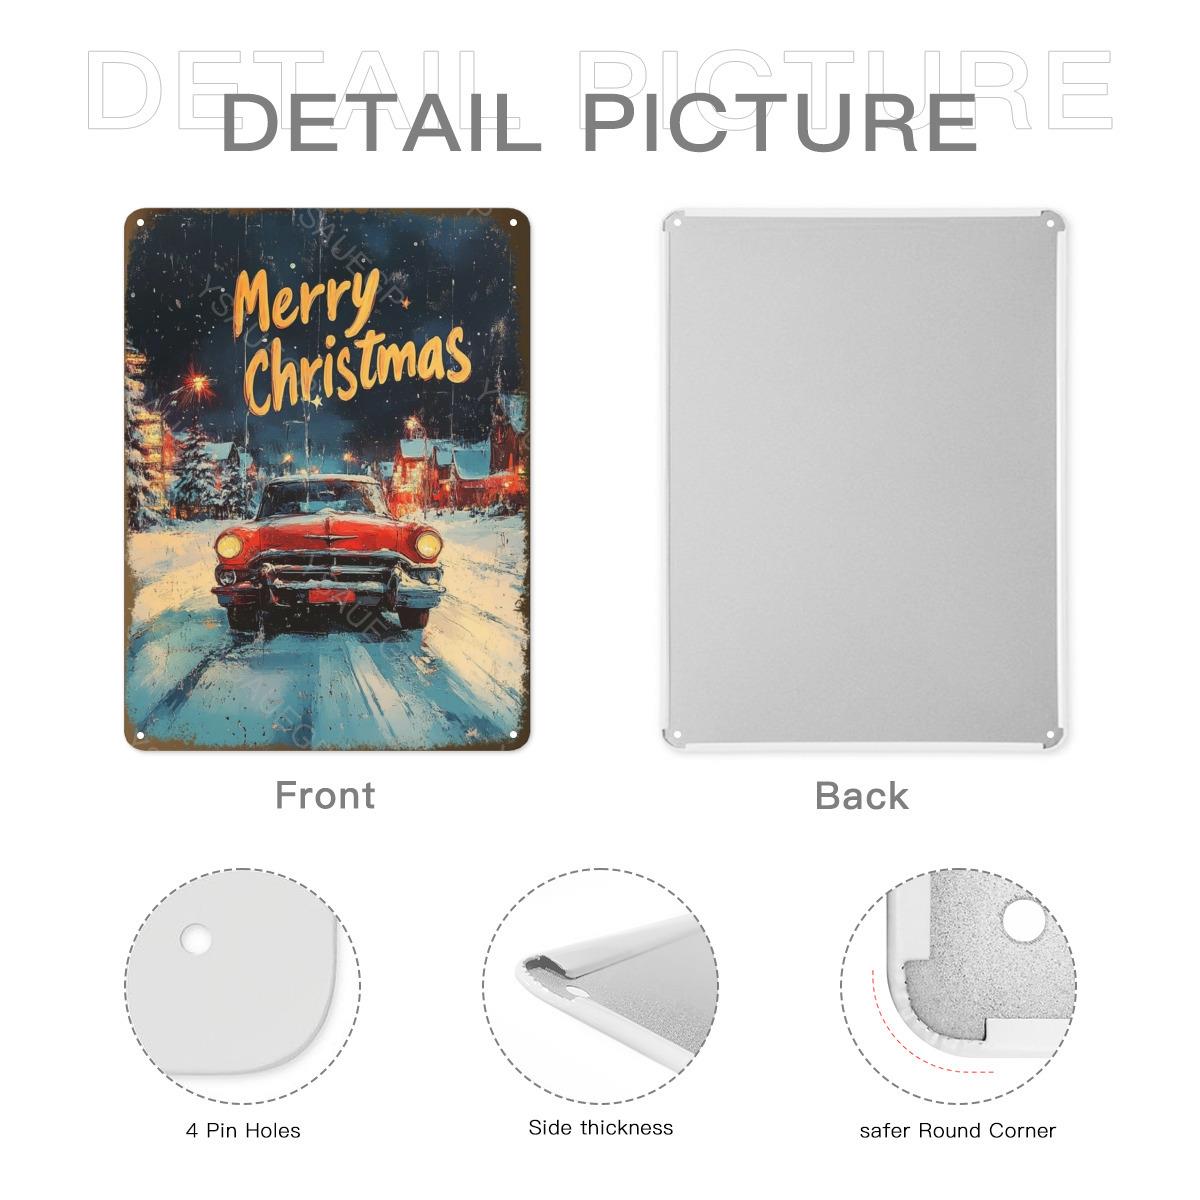 DETAIL PICTURE
DETAIL PICTURE
Merry
Christmas
Front
Back
4 Pin Holes
Side thickness
safer Round Corner